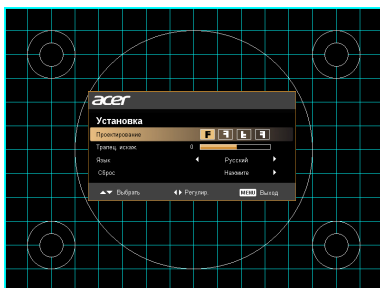 acer
Установка
Проектирование F F F F
Трапец. искаж. 0
Язык Русский
Сброс Нажмите
Выбрать Регулир. MENU Выход